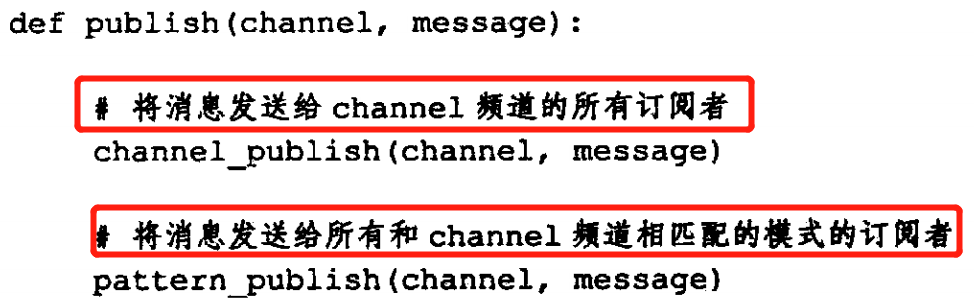 def publish(channel, message):
# 将消息发送给 channel 频道的所有订阅者
channel_publish(channel, message)
# 将消息发送给所有和 channel 频道相匹配的模式的订阅者
pattern_publish(channel, message)